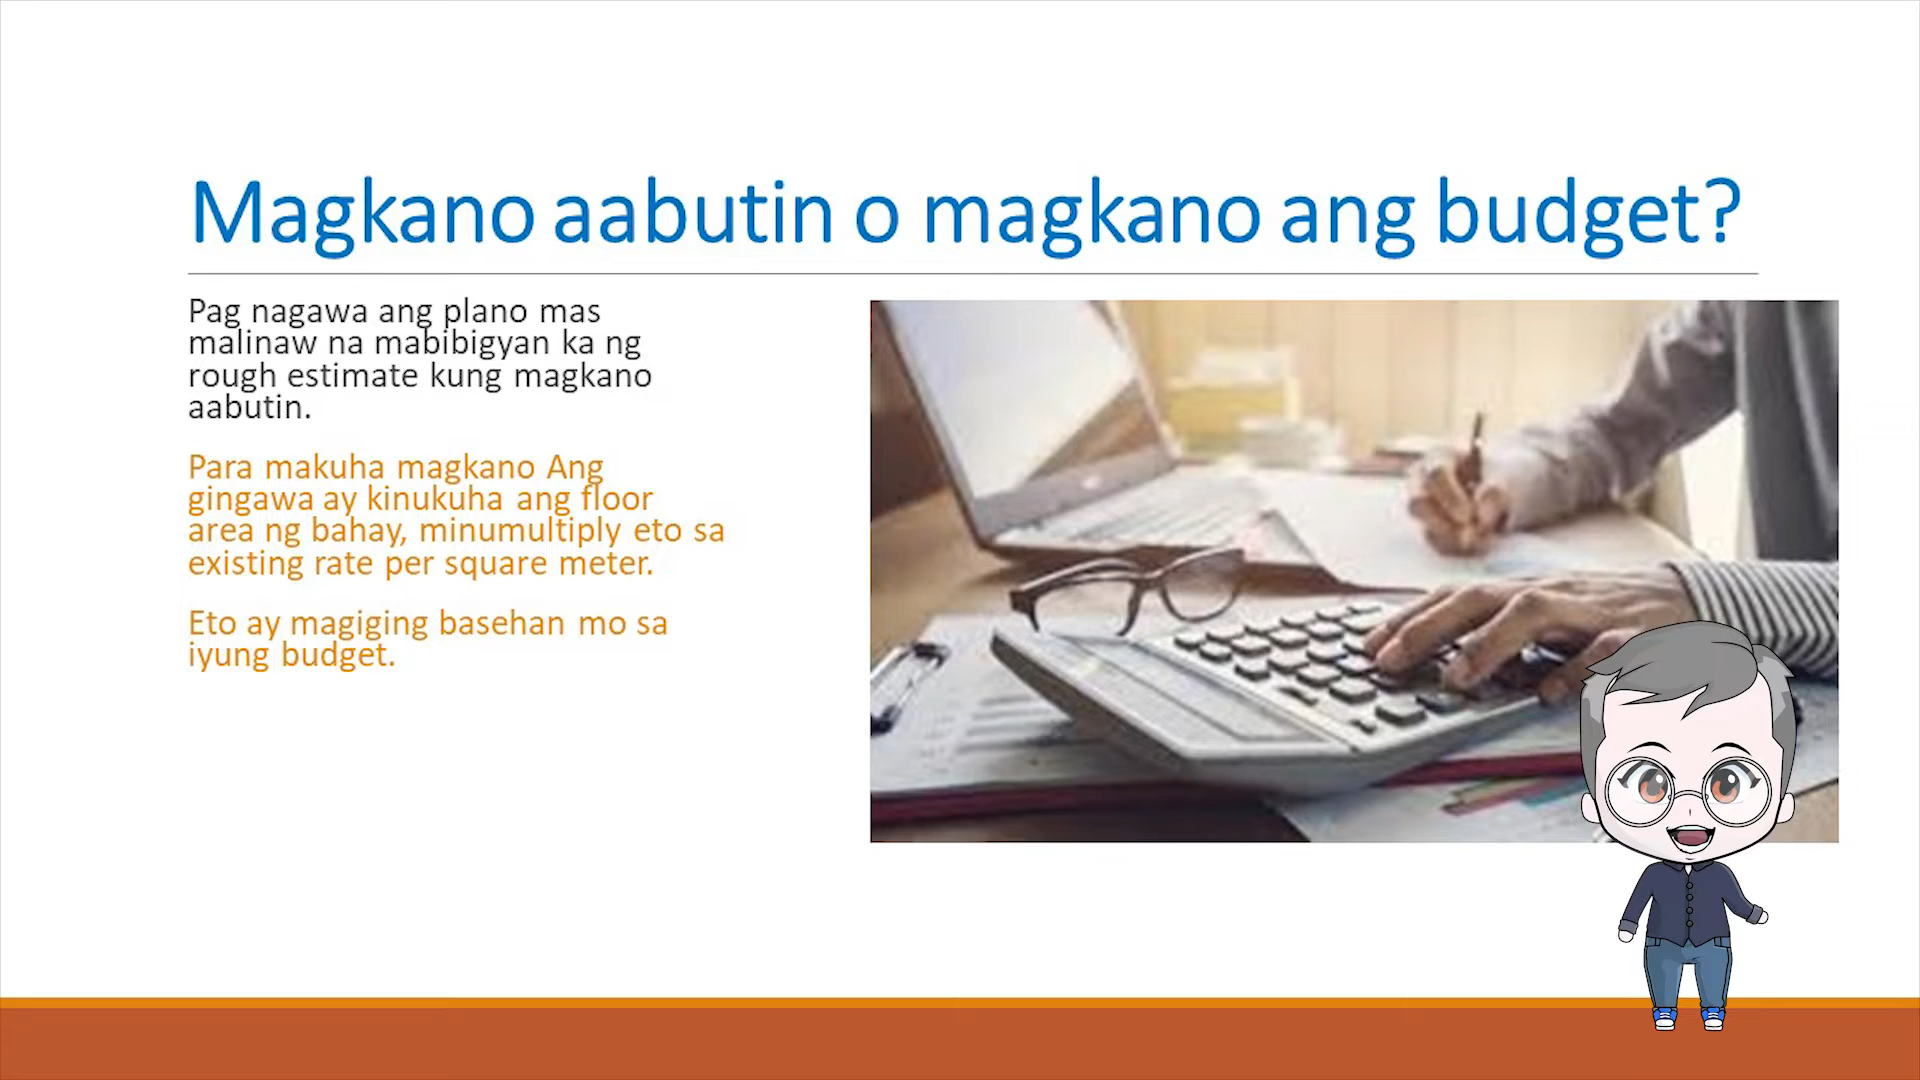 Magkano aabutin o magkano ang budget?
Pag nagawa ang plano mas
malinaw na mabibigyan ka ng
rough estimate kung magkano
aabutin.
Para makuha magkano Ang
gingawa ay kinukuha ang floor
area ng bahay, minumultiply eto sa
existing rate per square meter.
Eto ay magiging basehan mo sa
iyung budget.